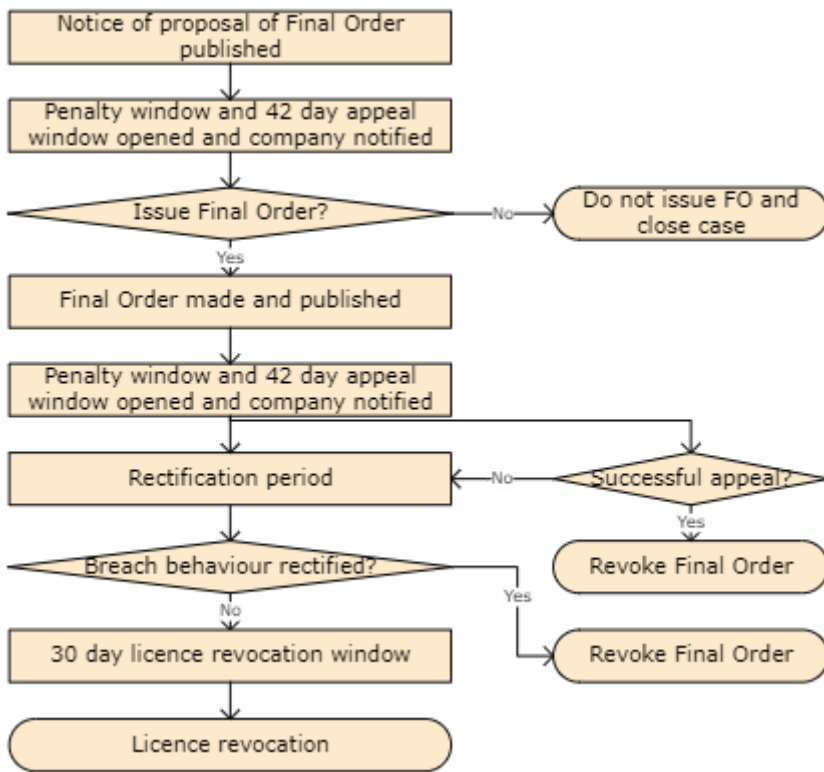 Notice of proposal of Final Order
published
Penalty window and 42 day appeal
window opened and company notified
Issue Final Order?
No
Do not issue FO and
close case
Yes
Final Order made and published
Penalty window and 42 day appeal
window opened and company notified
Rectification period
No
Successful appeal?
Yes
Revoke Final Order
Breach behaviour rectified?
Yes
No
30 day licence revocation window
Revoke Final Order
Licence revocation